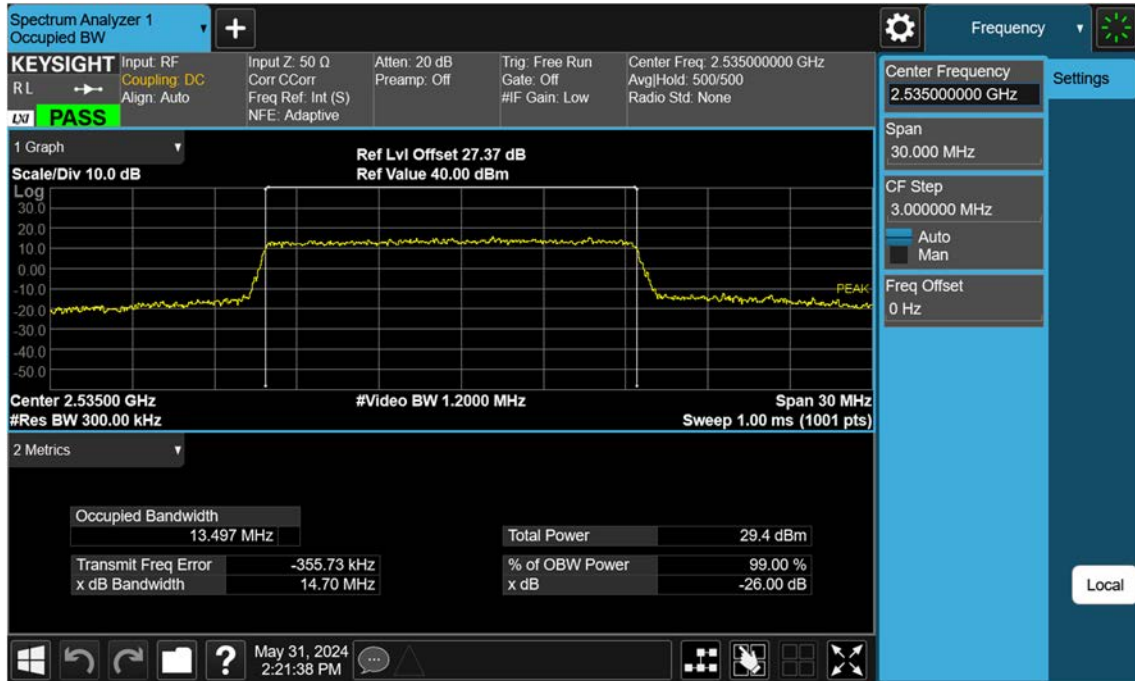 Spectrum Analyzer 1
Occupied BW
+
Frequency
KEYSIGHT
RL
LXI PASS
Input: RF
Coupling: DC
Align: Auto
Input Z: 50 Ω
Corr CCorr
Freq Ref: Int (S)
NFE: Adaptive
Atten: 20 dB
Preamp: Off
Trig: Free Run
Gate: Off
#IF Gain: Low
Center Freq: 2.535000000 GHz
Avg|Hold: 500/500
Radio Std: None
Center Frequency
2.535000000 GHz
Settings
Span
30.000 MHz
CF Step
3.000000 MHz
Auto
Man
Freq Offset
0 Hz
Local
1 Graph
Scale/Div 10.0 dB
Ref Lvl Offset 27.37 dB
Ref Value 40.00 dBm
Log
30.0
20.0
10.0
0.00
-10.0
-20.0
-30.0
-40.0
-50.0
PEAK
Center 2.53500 GHz
#Video BW 1.2000 MHz
Span 30 MHz
#Res BW 300.00 kHz
Sweep 1.00 ms (1001 pts)
2 Metrics
Occupied Bandwidth
13.497 MHz
Total Power 29.4 dBm
Transmit Freq Error -355.73 kHz
% of OBW Power 99.00 %
x dB Bandwidth 14.70 MHz
x dB -26.00 dB
?
May 31, 2024
2:21:38 PM